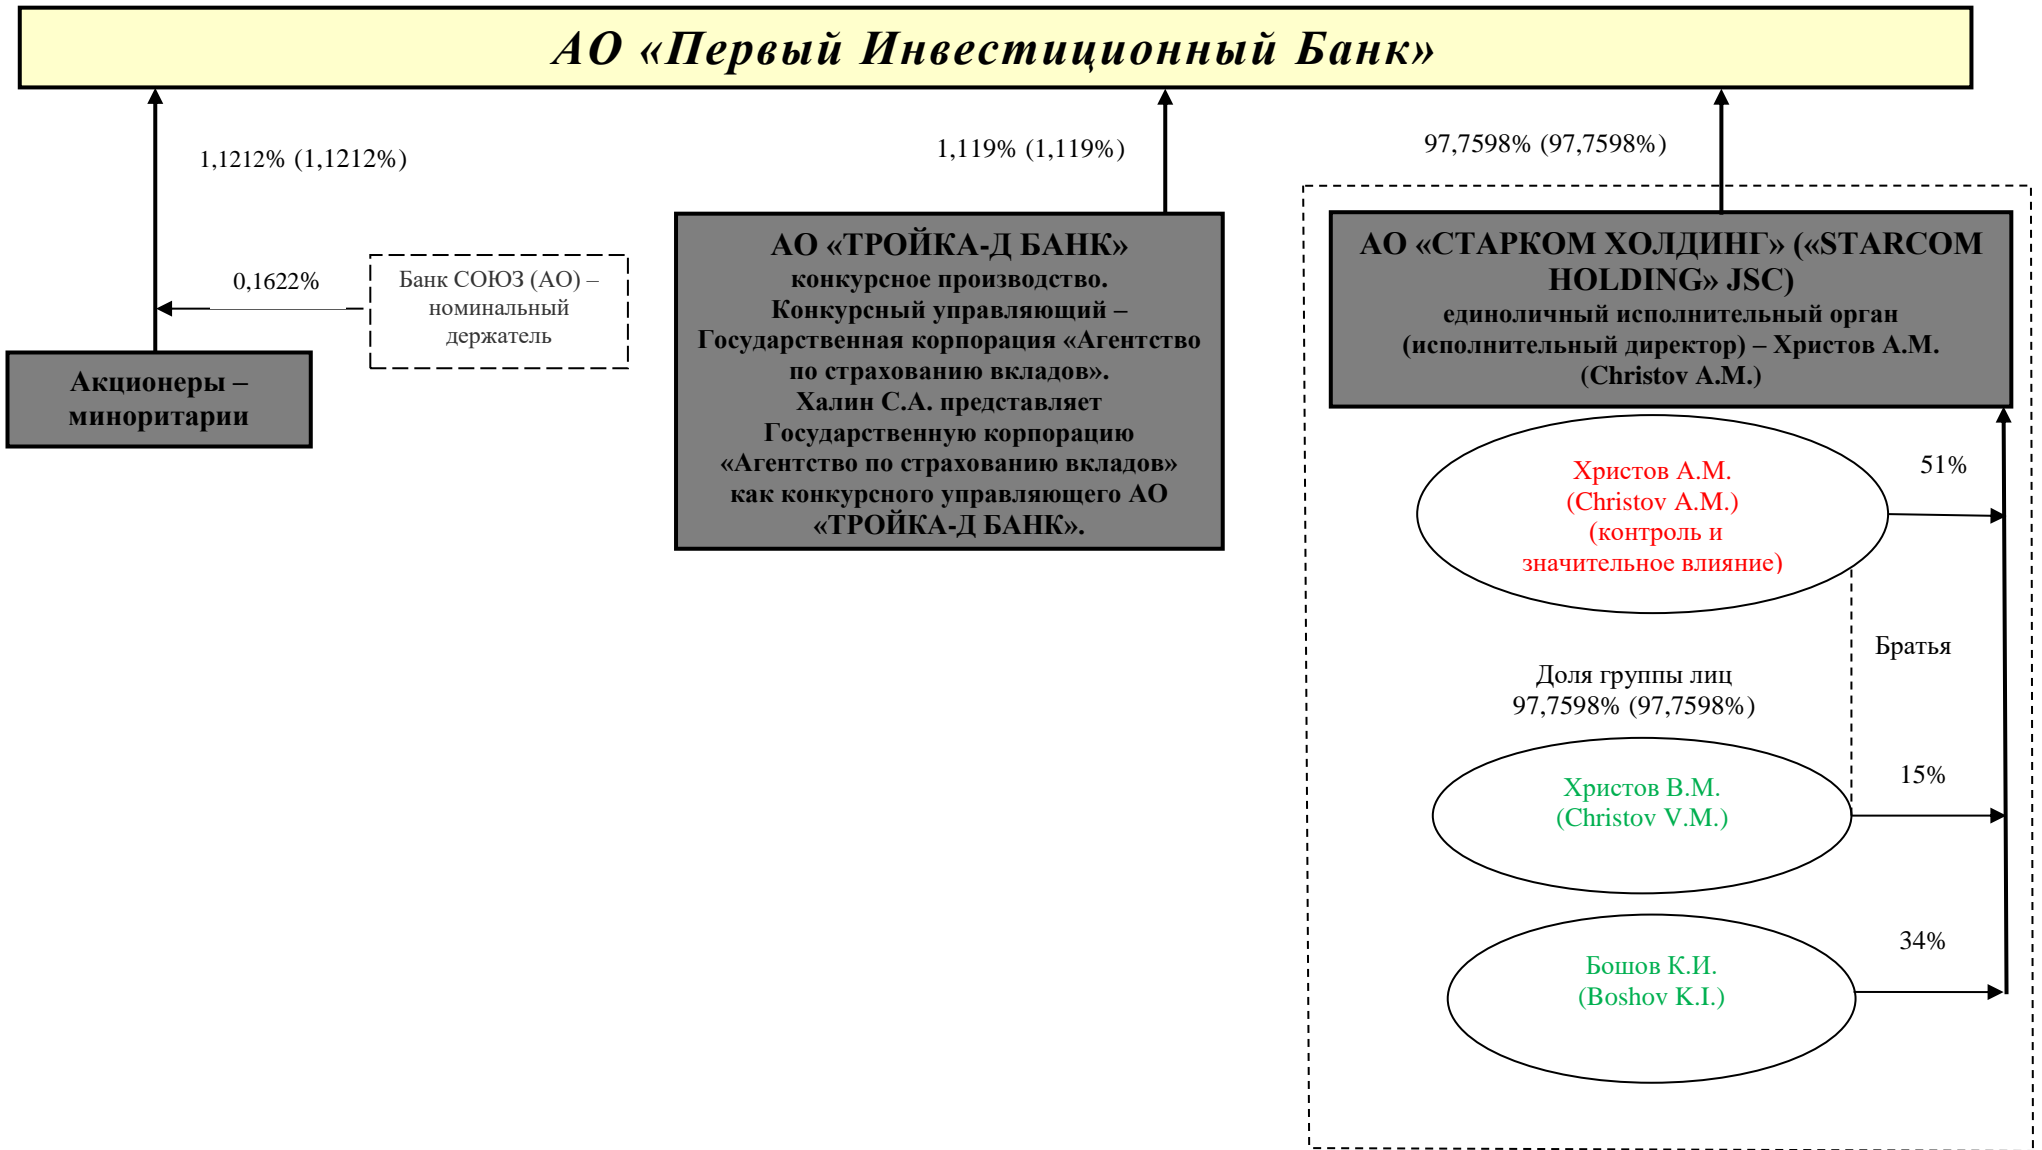 АО «Первый Инвестиционный Банк»
1,1212% (1,1212%)
1,119% (1,119%)
97,7598% (97,7598%)
0,1622%
Банк СОЮЗ (АО) –
номинальный
держатель
Акционеры –
миноритарии
АО «ТРОЙКА-Д БАНК»
конкурсное производство.
Конкурсный управляющий –
Государственная корпорация «Агентство
по страхованию вкладов».
Халин С.А. представляет
Государственную корпорацию
«Агентство по страхованию вкладов»
как конкурсного управляющего АО
«ТРОЙКА-Д БАНК».
АО «СТАРКОМ ХОЛДИНГ» («STARCOM
HOLDING» JSC)
единоличный исполнительный орган
(исполнительный директор) – Христов А.М.
(Christov A.M.)
Христов А.М.
(Christov A.M.)
(контроль и
значительное влияние)
51%
Братья
Доля группы лиц
97,7598% (97,7598%)
Христов В.М.
(Christov V.M.)
15%
Бошов К.И.
(Boshov K.I.)
34%